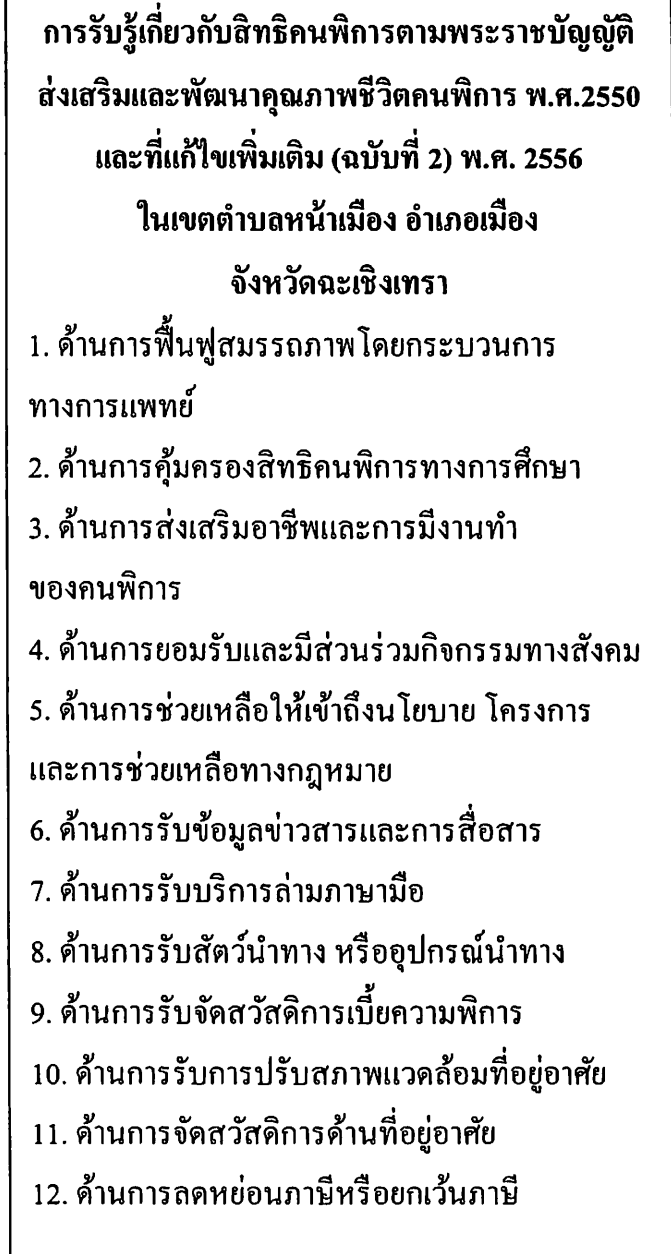 การรับรู้เกี่ยวกับสิทธิคนพิการตามพระราชบัญญัติ
ส่งเสริมและพัฒนาคุณภาพชีวิตคนพิการ พ.ศ.2550
และที่แก้ไขเพิ่มเติม (ฉบับที่ 2) พ.ศ. 2556
ในเขตตำบลหน้าเมือง อำเภอเมือง
จังหวัดฉะเชิงเทรา
1. ด้านการฟื้นฟูสมรรถภาพโดยกระบวนการ
ทางการแพทย์
2. ด้านการคุ้มครองสิทธิคนพิการทางการศึกษา
3. ด้านการส่งเสริมอาชีพและการมีงานทำ
ของคนพิการ
4. ด้านการยอมรับและมีส่วนร่วมกิจกรรมทางสังคม
5. ด้านการช่วยเหลือให้เข้าถึงนโยบาย โครงการ
และการช่วยเหลือทางกฎหมาย
6. ด้านการรับข้อมูลข่าวสารและการสื่อสาร
7. ด้านการรับบริการล่ามภาษามือ
8. ด้านการรับสัตว์นำทาง หรืออุปกรณ์นำทาง
9. ด้านการรับจัดสวัสดิการเบี้ยความพิการ
10. ด้านการรับการปรับสภาพแวดล้อมที่อยู่อาศัย
11. ด้านการจัดสวัสดิการด้านที่อยู่อาศัย
12. ด้านการลดหย่อนภาษีหรือยกเว้นภาษี